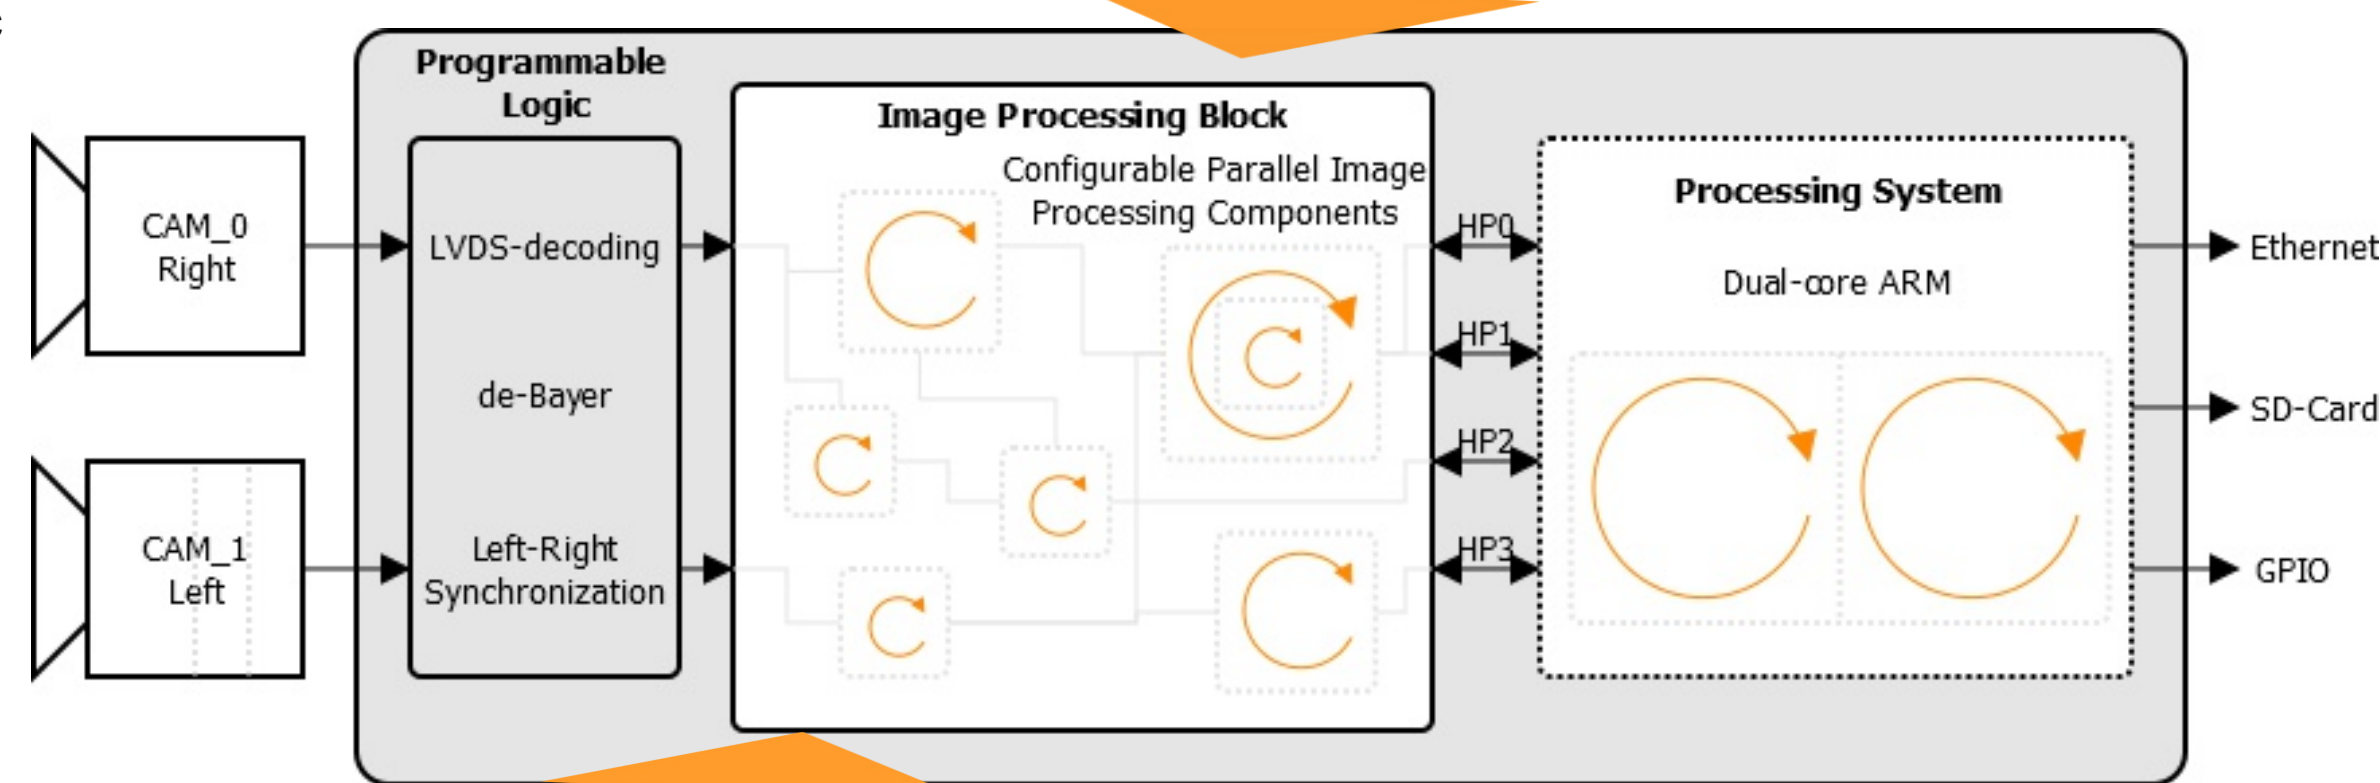 Programmable
Logic
Image Processing Block
Configurable Parallel Image
Processing Components
CAM_0
Right
CAM_1
Left
LVDS-decoding
de-Bayer
Left-Right
Synchronization
HP0
HP1
HP2
HP3
Processing System
Dual-core ARM
Ethernet
SD-Card
GPIO